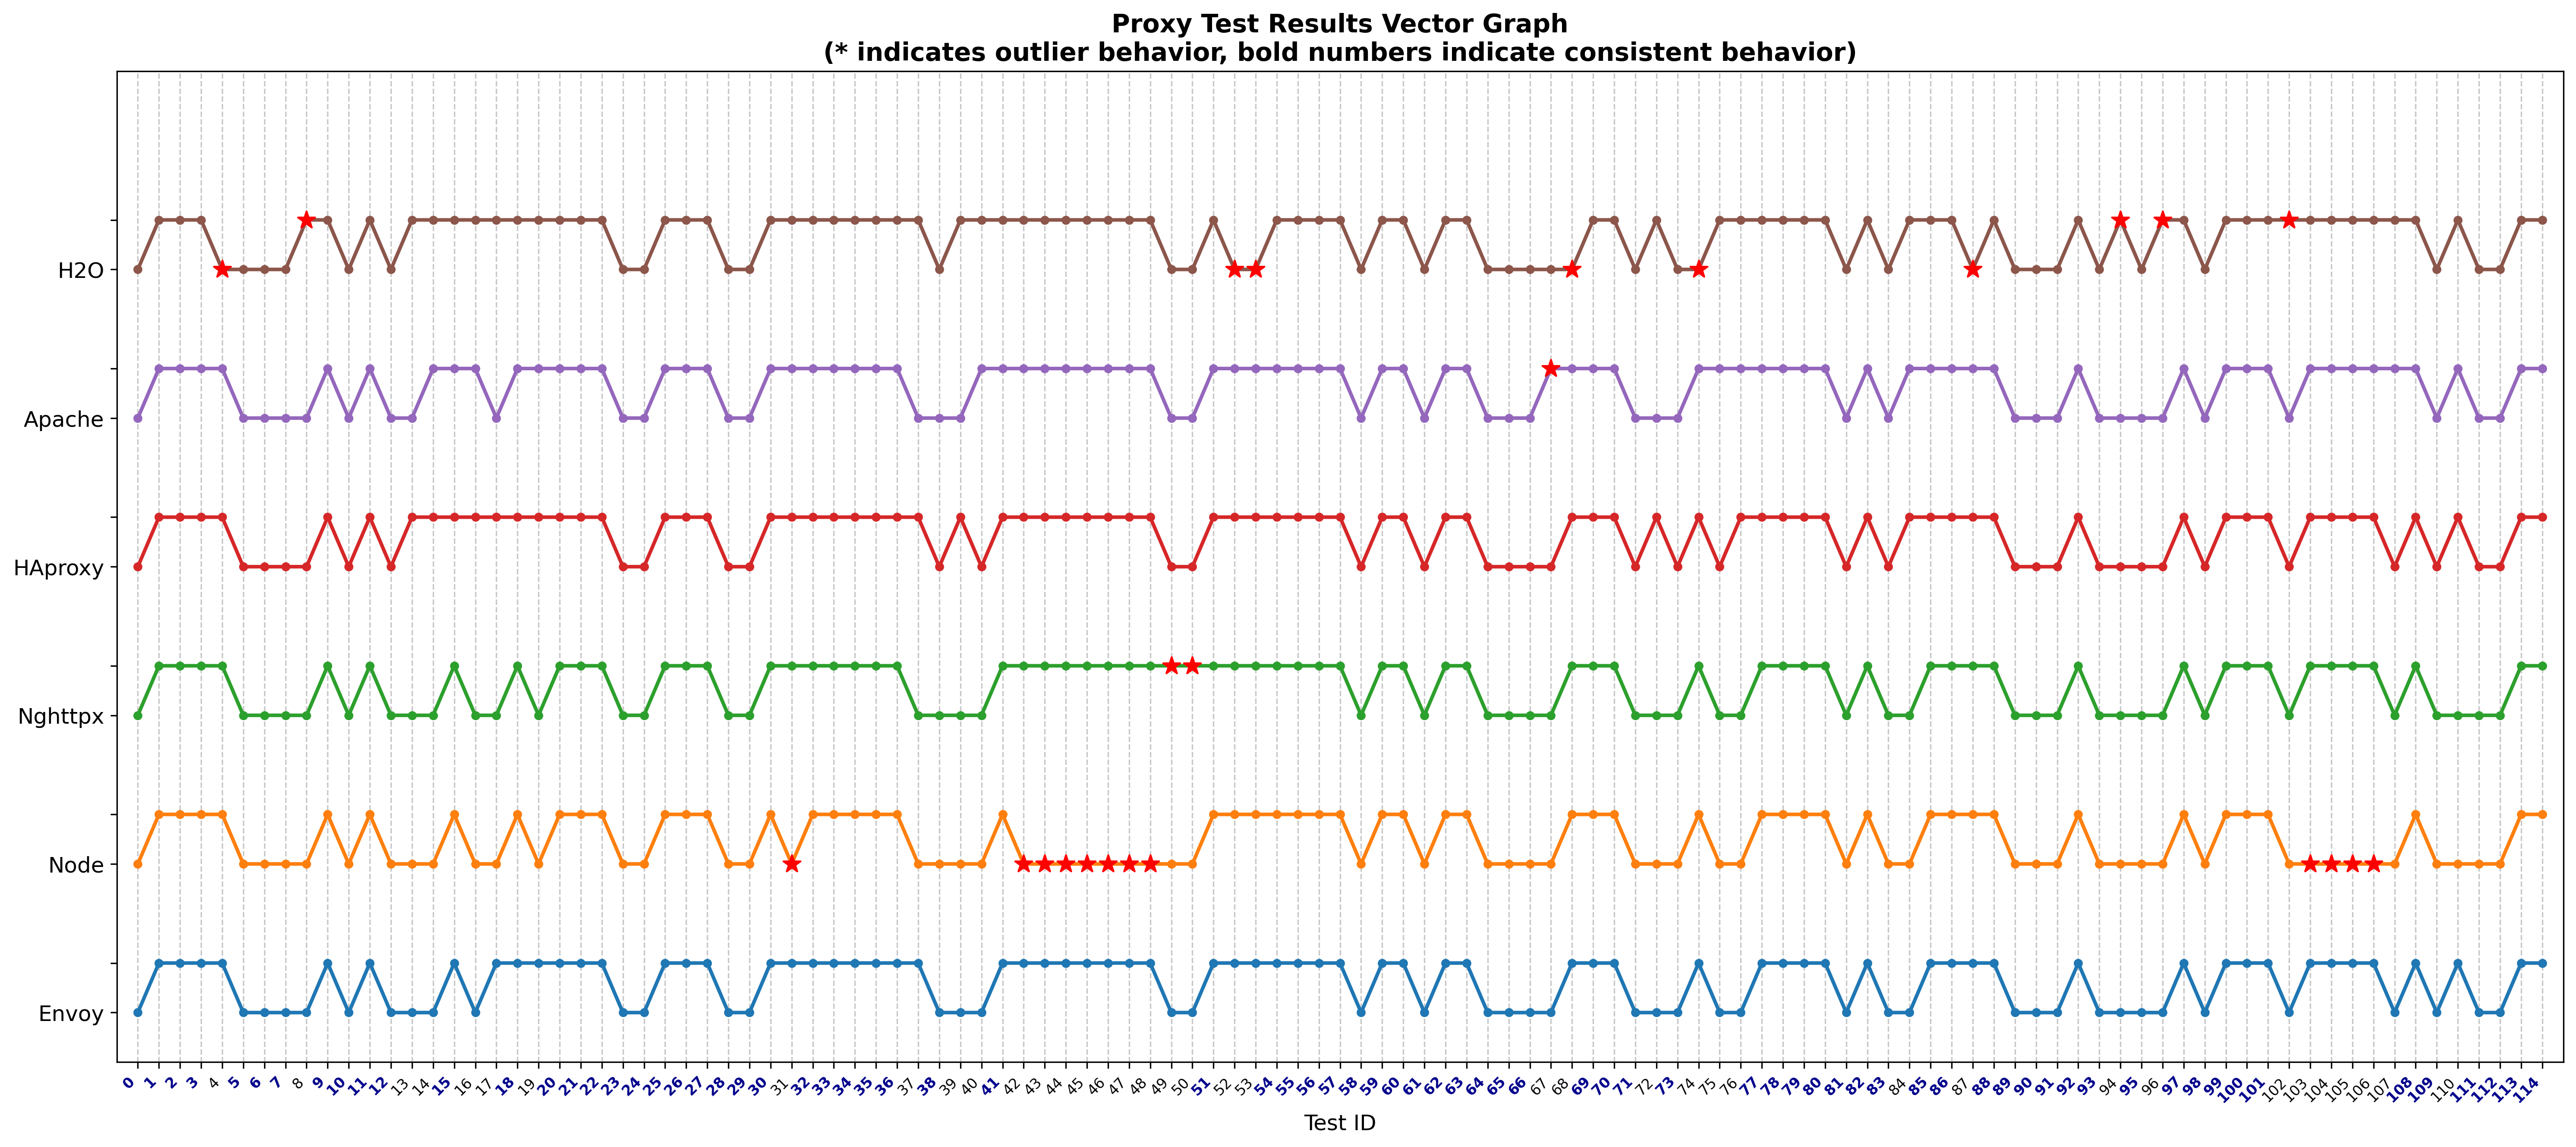 Proxy Test Results Vector Graph
(* indicates outlier behavior, bold numbers indicate consistent behavior)
H2O
Apache
HAproxy
Nghttpx
Node
Envoy
0 1 2 3 4 5 6 7 8 9 10 11 12 13 14 15 16 17 18 19 20 21 22 23 24 25 26 27 28 29 30 31 32 33 34 35 36 37 38 39 40 41 42 43 44 45 46 47 48 49 50 51 52 53 54 55 56 57 58 59 60 61 62 63 64 65 66 67 68 69 70 71 72 73 74 75 76 77 78 79 80 81 82 83 84 85 86 87 88 89 90 91 92 93 94 95 96 97 98 99 100 101 102 103 104 105 106 107 108 109 110 111 112 113 114
Test ID